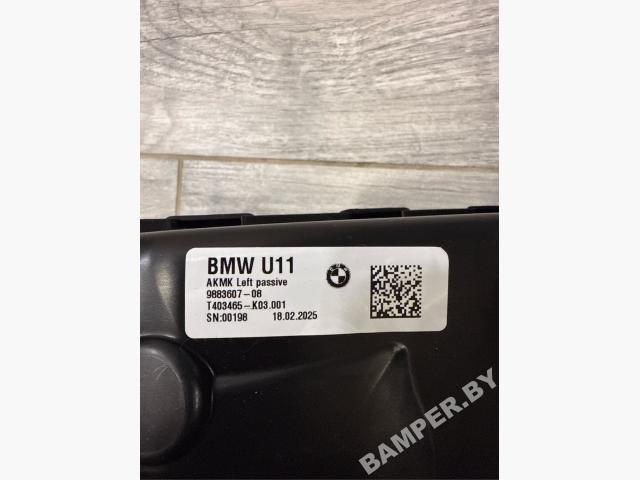 BMW U11
AKMK Left passive
9883607-08
T403465-K03.001
SN:00198 18.02.2025
BAMPER.BY